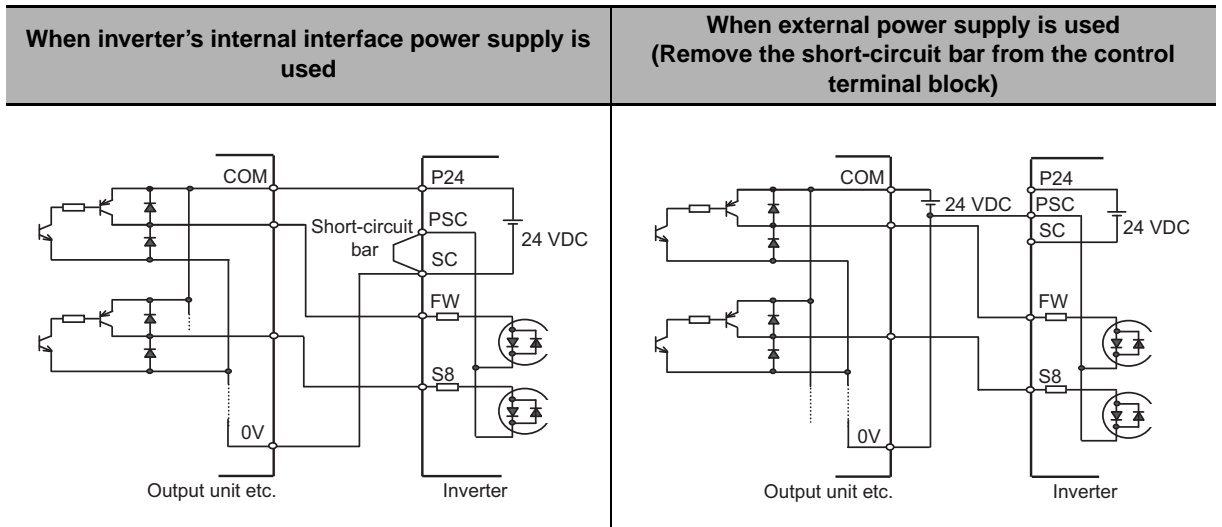 When inverter's internal interface power supply is
used
When external power supply is used
(Remove the short-circuit bar from the control
terminal block)
COM
P24
PSC
Short-circuit
bar
24 VDC
SC
FW
S8
0V
Output unit etc.
Inverter
COM
P24
24 VDC
PSC
24 VDC
SC
FW
S8
0V
Output unit etc.
Inverter